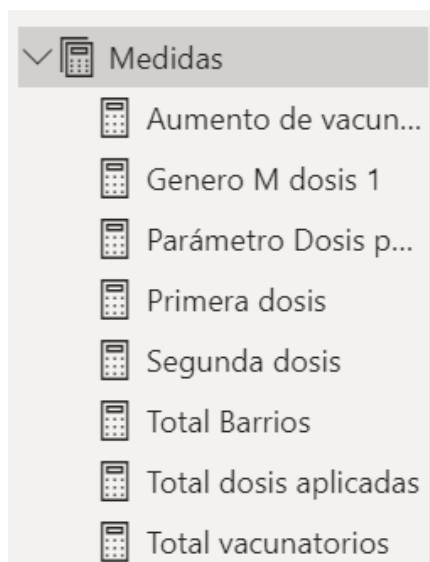 Medidas
Aumento de vacun...
Genero M dosis 1
Parámetro Dosis p...
Primera dosis
Segunda dosis
Total Barrios
Total dosis aplicadas
Total vacunatorios